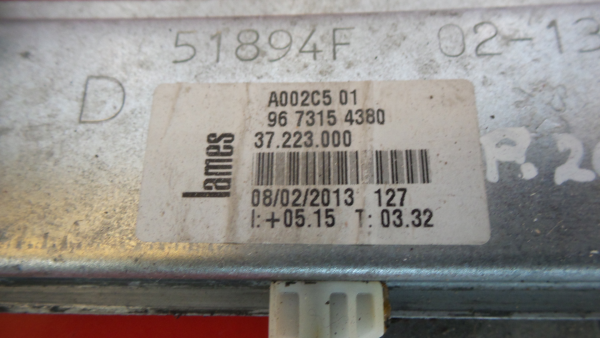 51894F 02-13
D
A002C5 01
96 7315 4380
37.223.000
lames
08/02/2013 127
I:+05.15 T: 03.32